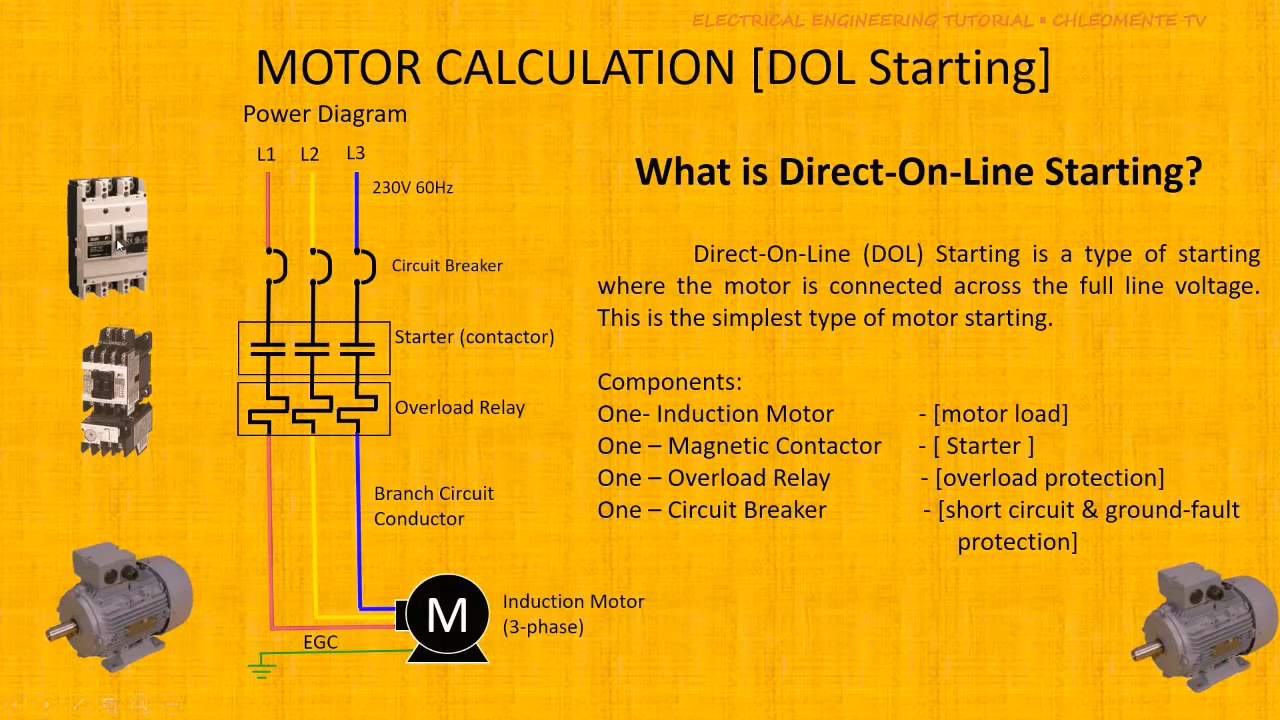 ELECTRICAL ENGINEERING TUTORIAL ▪ CHLEOMENTE TV
MOTOR CALCULATION [DOL Starting]
Power Diagram
L1 L2 L3
230V 60Hz
Circuit Breaker
Starter (contactor)
Overload Relay
Branch Circuit
Conductor
M
Induction Motor
(3-phase)
EGC
What is Direct-On-Line Starting?
Direct-On-Line (DOL) Starting is a type of starting
where the motor is connected across the full line voltage.
This is the simplest type of motor starting.
Components:
One- Induction Motor - [motor load]
One – Magnetic Contactor - [ Starter ]
One – Overload Relay - [overload protection]
One – Circuit Breaker - [short circuit & ground-fault
protection]